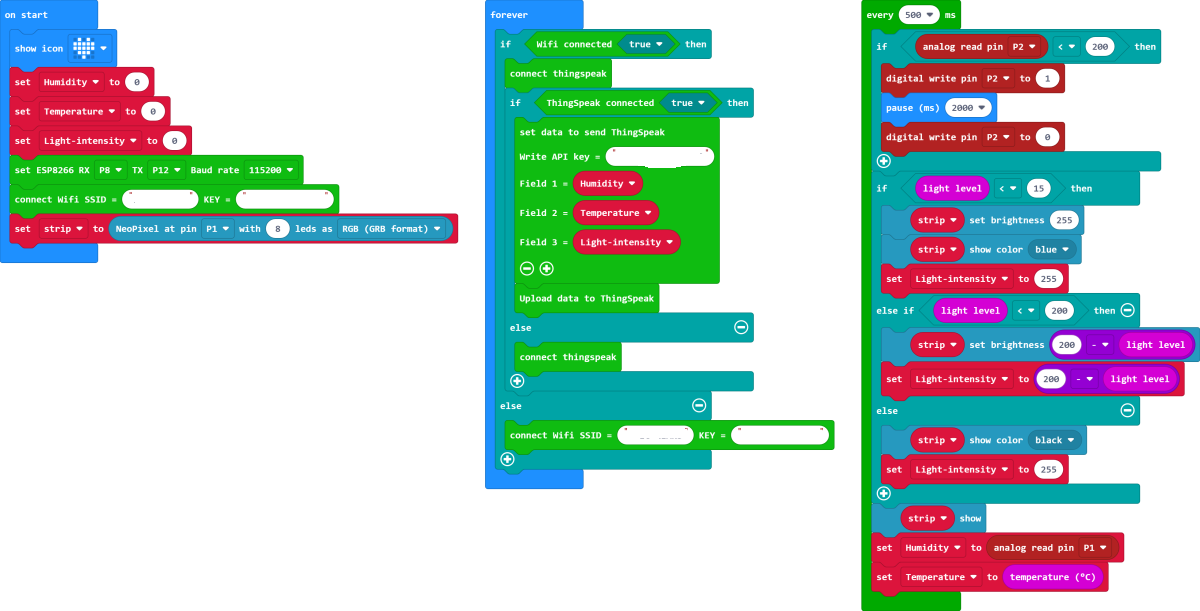 on start
show icon
set Humidity to 0
set Temperature to 0
set Light-intensity to 0
set ESP8266 RX P8 TX P12 Baud rate 115200
connect Wifi SSID = " " KEY = " "
set strip to NeoPixel at pin P1 with 8 leds as RGB (GRB format)
forever
if Wifi connected true then
connect thingspeak
if ThingSpeak connected true then
set data to send ThingSpeak
Write API key = " "
Field 1 = Humidity
Field 2 = Temperature
Field 3 = Light-intensity
Upload data to ThingSpeak
else
connect thingspeak
else
connect Wifi SSID = " " KEY = " "
every 500 ms
if analog read pin P2 < 200 then
digital write pin P2 to 1
pause (ms) 2000
digital write pin P2 to 0
if light level < 15 then
strip set brightness 255
strip show color blue
set Light-intensity to 255
else if light level < 200 then
strip set brightness 200 - light level
set Light-intensity to 200 - light level
else
strip show color black
set Light-intensity to 255
strip show
set Humidity to analog read pin P1
set Temperature to temperature (°C)